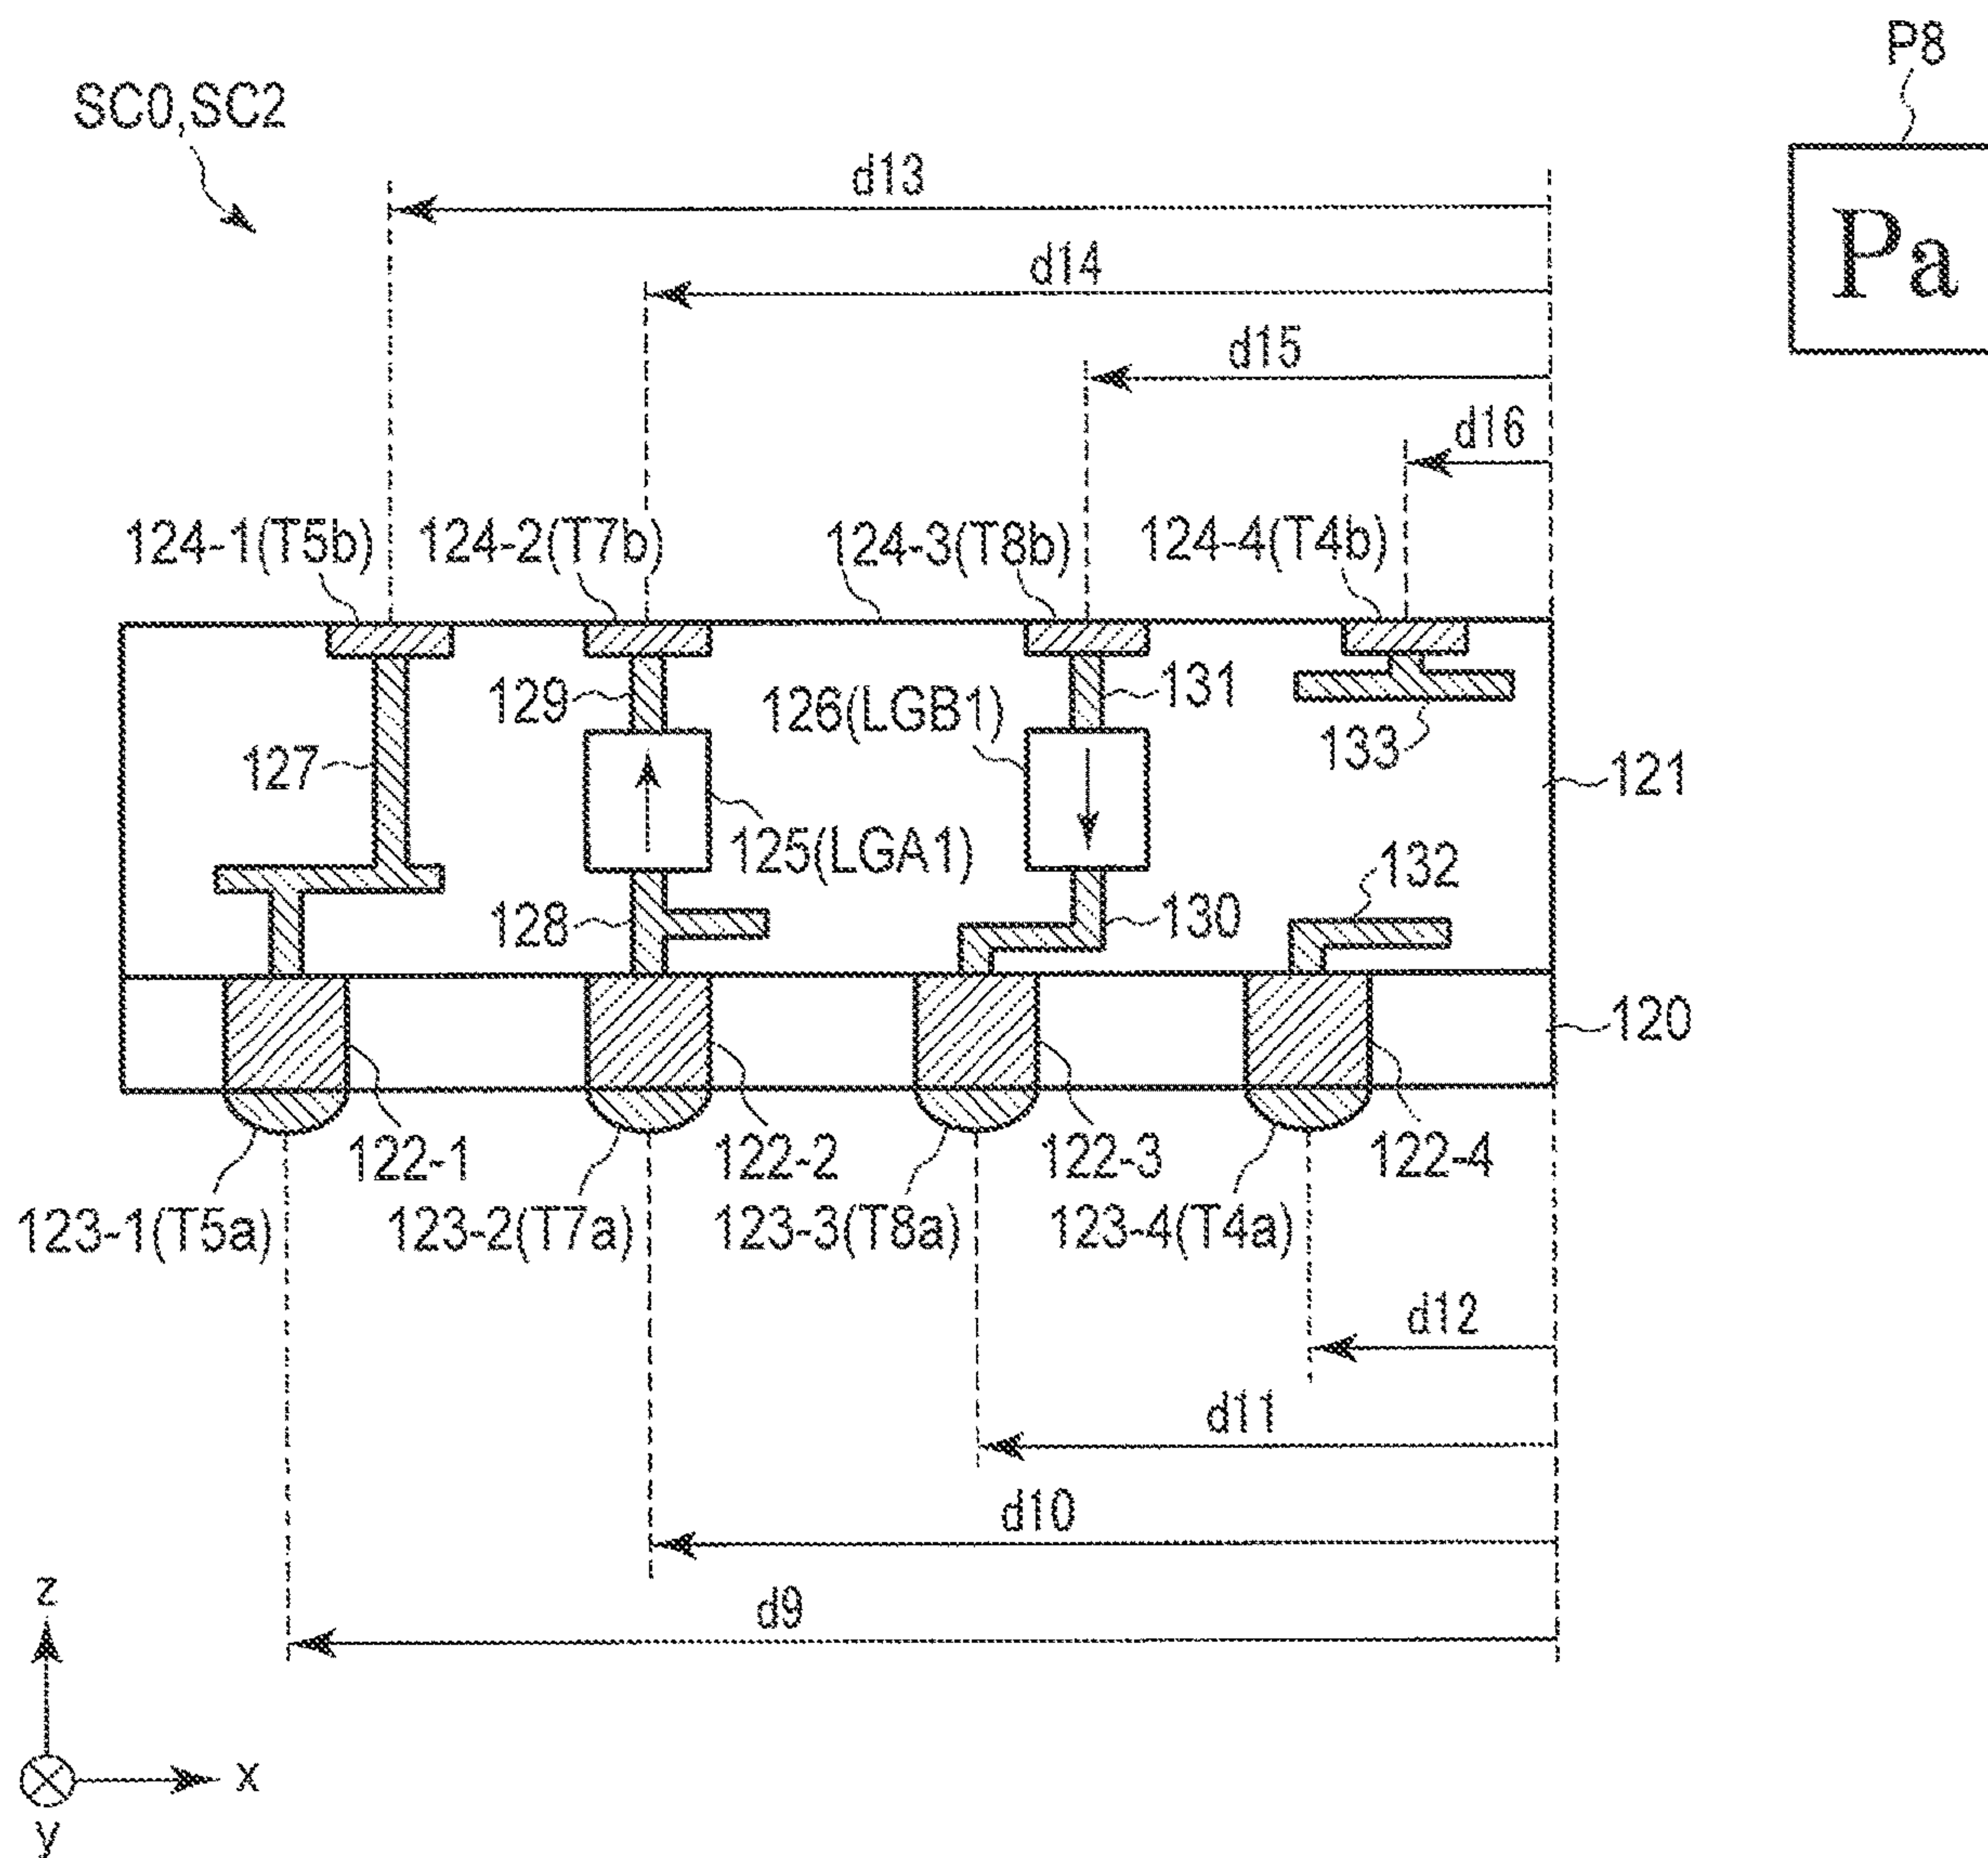 P8
SC0,SC2
Pa
d13
d14
d15
d16
124-1(T5b)
124-2(T7b)
124-3(T8b)
124-4(T4b)
129
126(LGB1)
131
133
127
121
125(LGA1)
132
128
130
120
122-1
122-2
122-3
122-4
123-1(T5a)
123-2(T7a)
123-3(T8a)
123-4(T4a)
d12
d11
d10
d9
z
x
y